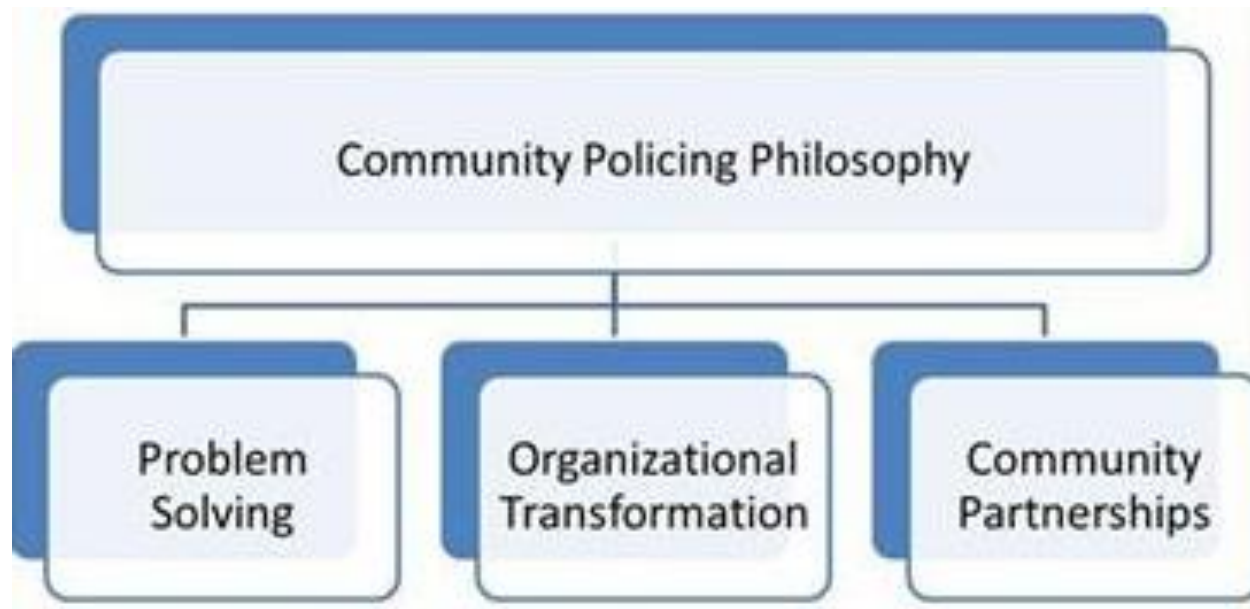 Community Policing Philosophy
Problem
Solving
Organizational
Transformation
Community
Partnerships